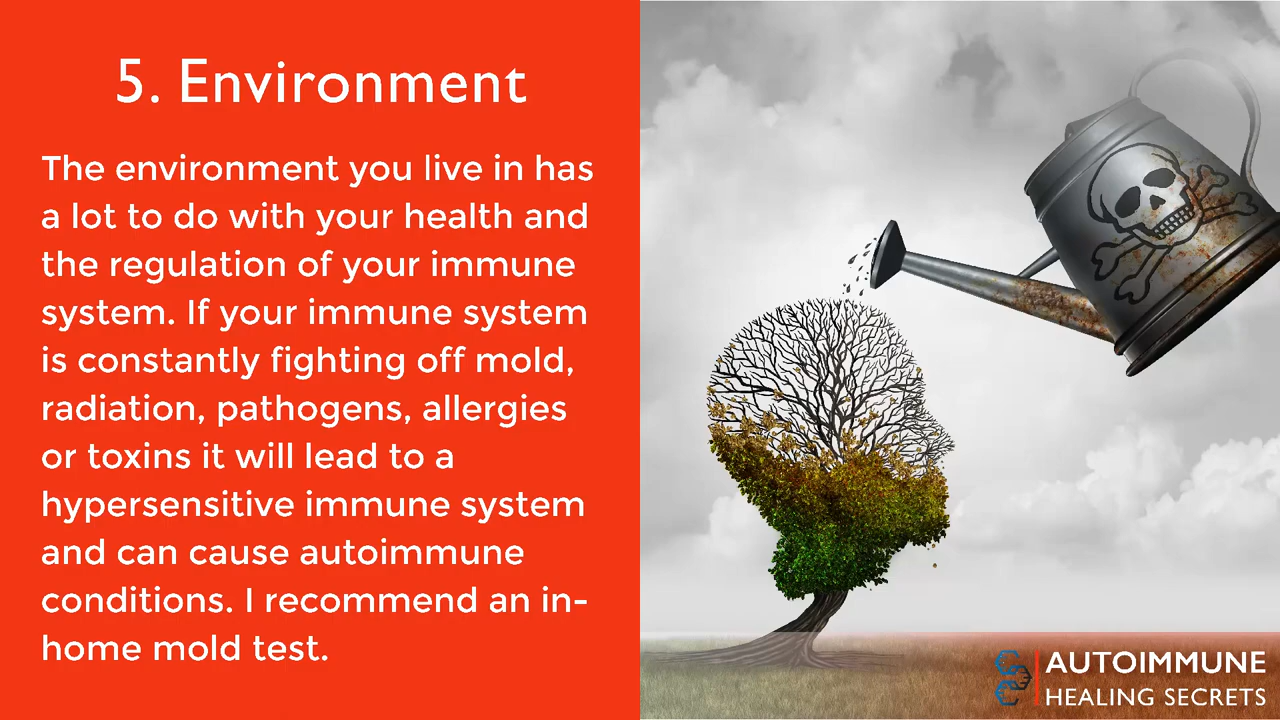 5. Environment
The environment you live in has
a lot to do with your health and
the regulation of your immune
system. If your immune system
is constantly fighting off mold,
radiation, pathogens, allergies
or toxins it will lead to a
hypersensitive immune system
and can cause autoimmune
conditions. I recommend an in-
home mold test.
AUTOIMMUNE
HEALING SECRETS